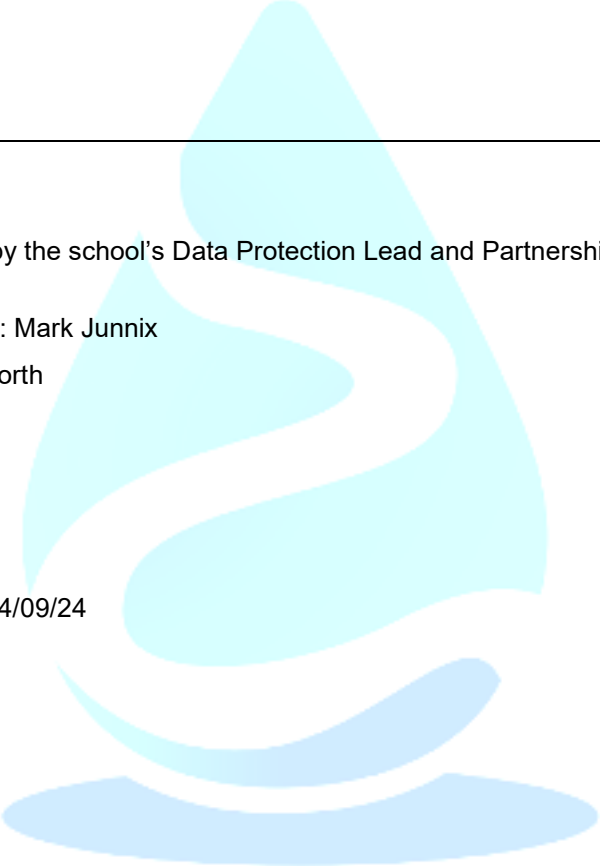 by the school’s Data Protection Lead and Partnershi
: Mark Junnix
orth
4/09/24